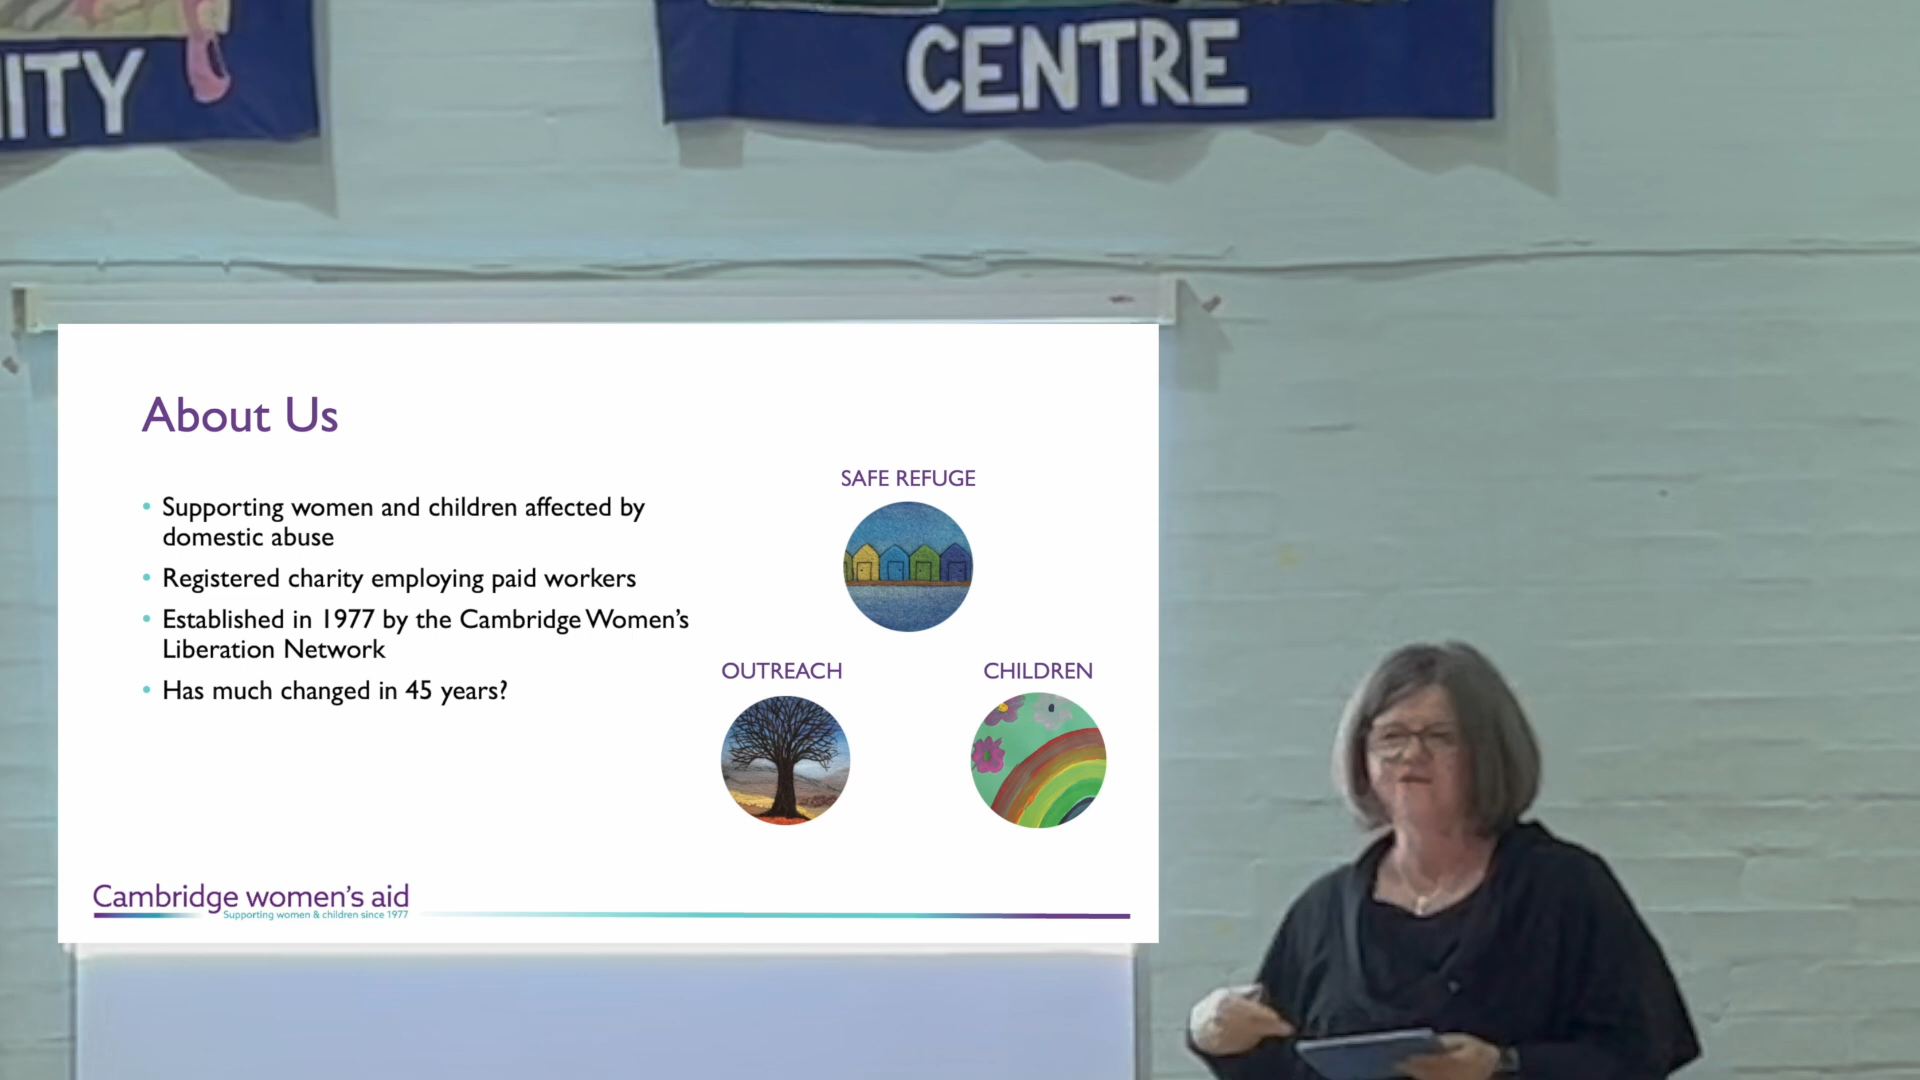 ITY
CENTRE
About Us
• Supporting women and children affected by
domestic abuse
• Registered charity employing paid workers
• Established in 1977 by the Cambridge Women's
Liberation Network
• Has much changed in 45 years?
SAFE REFUGE
OUTREACH
CHILDREN
Cambridge women's aid
Supporting women & children since 1977